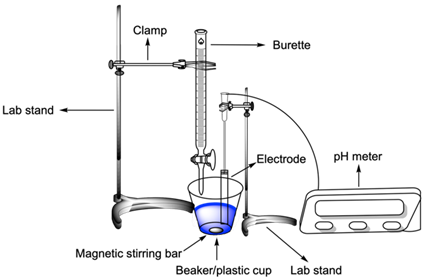 Clamp
Burette
Lab stand
Electrode
pH meter
Magnetic stirring bar
Beaker/plastic cup
Lab stand